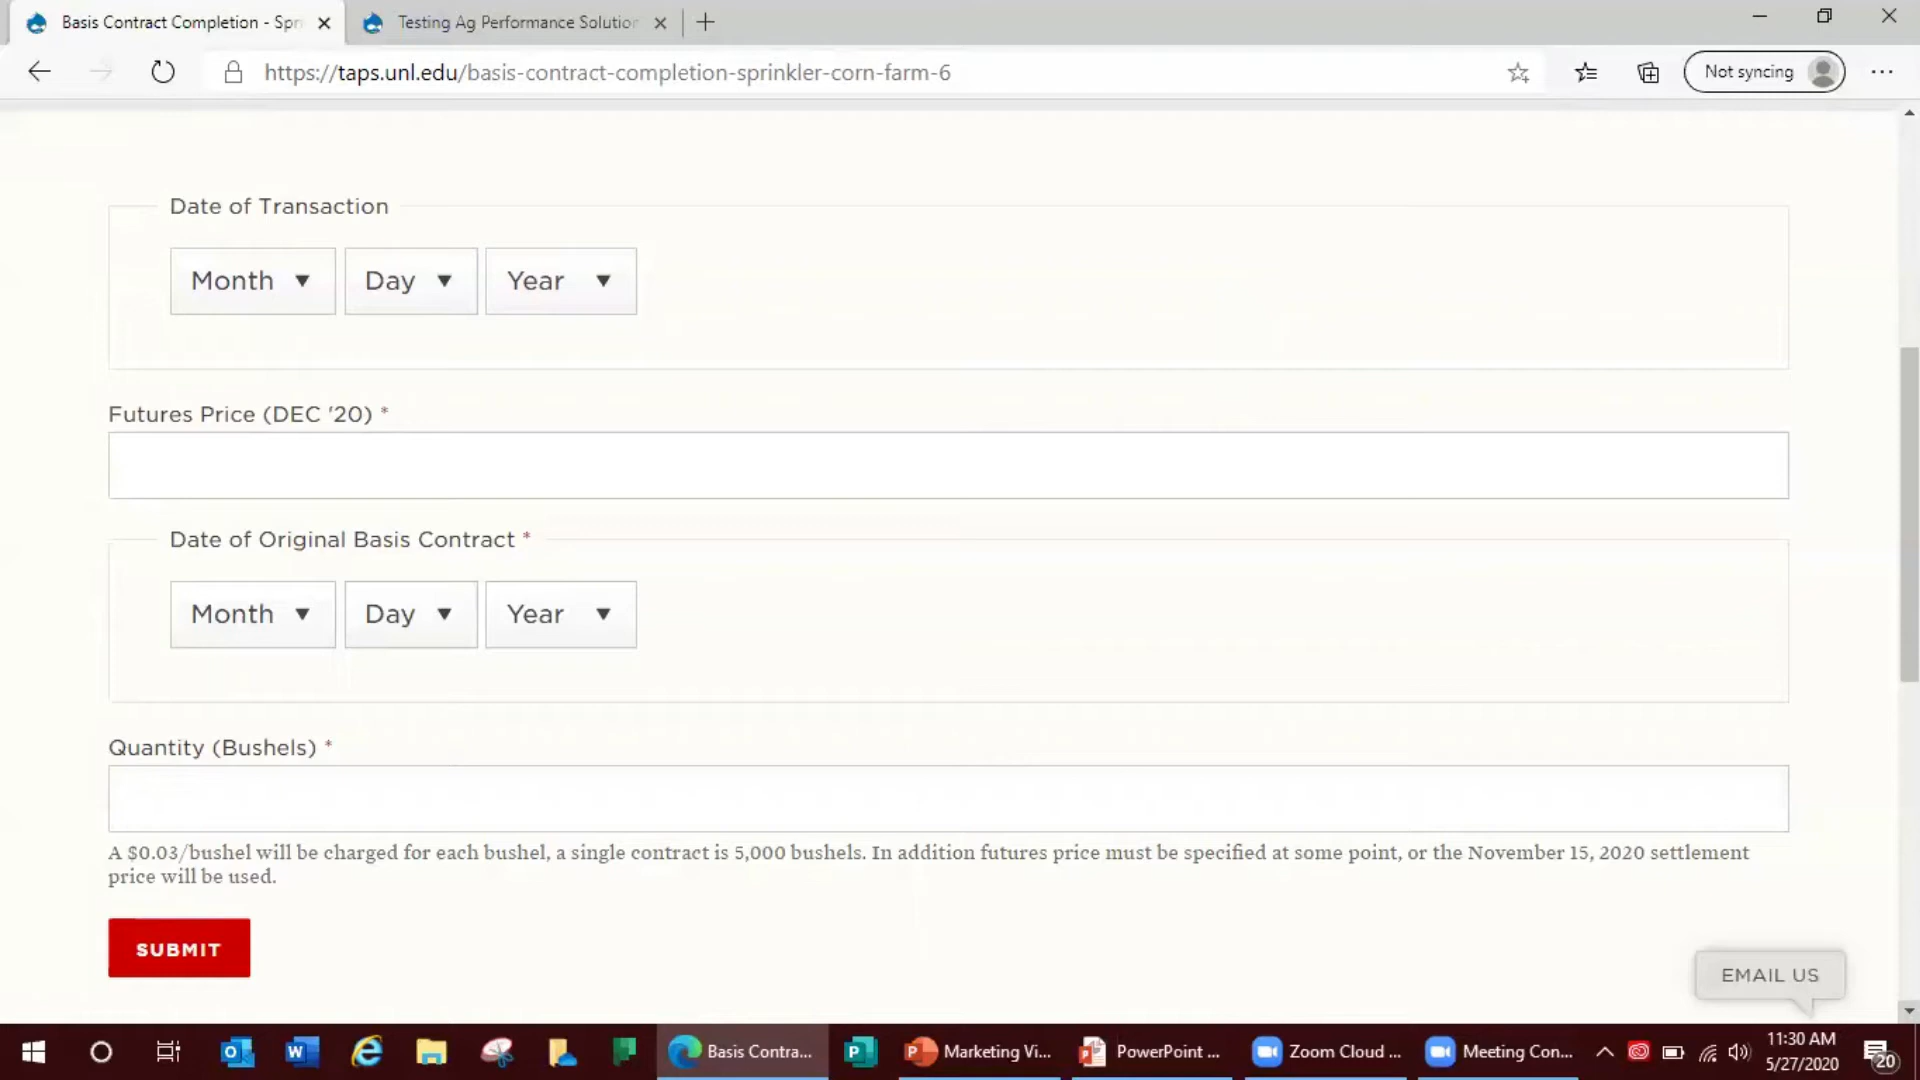 Basis Contract Completion - Spri
Testing Ag Performance Solution
https://taps.unl.edu/basis-contract-completion-sprinkler-corn-farm-6
Not syncing
Date of Transaction
Month ▼ Day ▼ Year ▼
Futures Price (DEC '20) *
Date of Original Basis Contract *
Month ▼ Day ▼ Year ▼
Quantity (Bushels) *
A $0.03/bushel will be charged for each bushel, a single contract is 5,000 bushels. In addition futures price must be specified at some point, or the November 15, 2020 settlement
price will be used.
SUBMIT
EMAIL US
Basis Contra...
Marketing Vi...
PowerPoint ...
Zoom Cloud ...
Meeting Con...
11:30 AM
5/27/2020
20